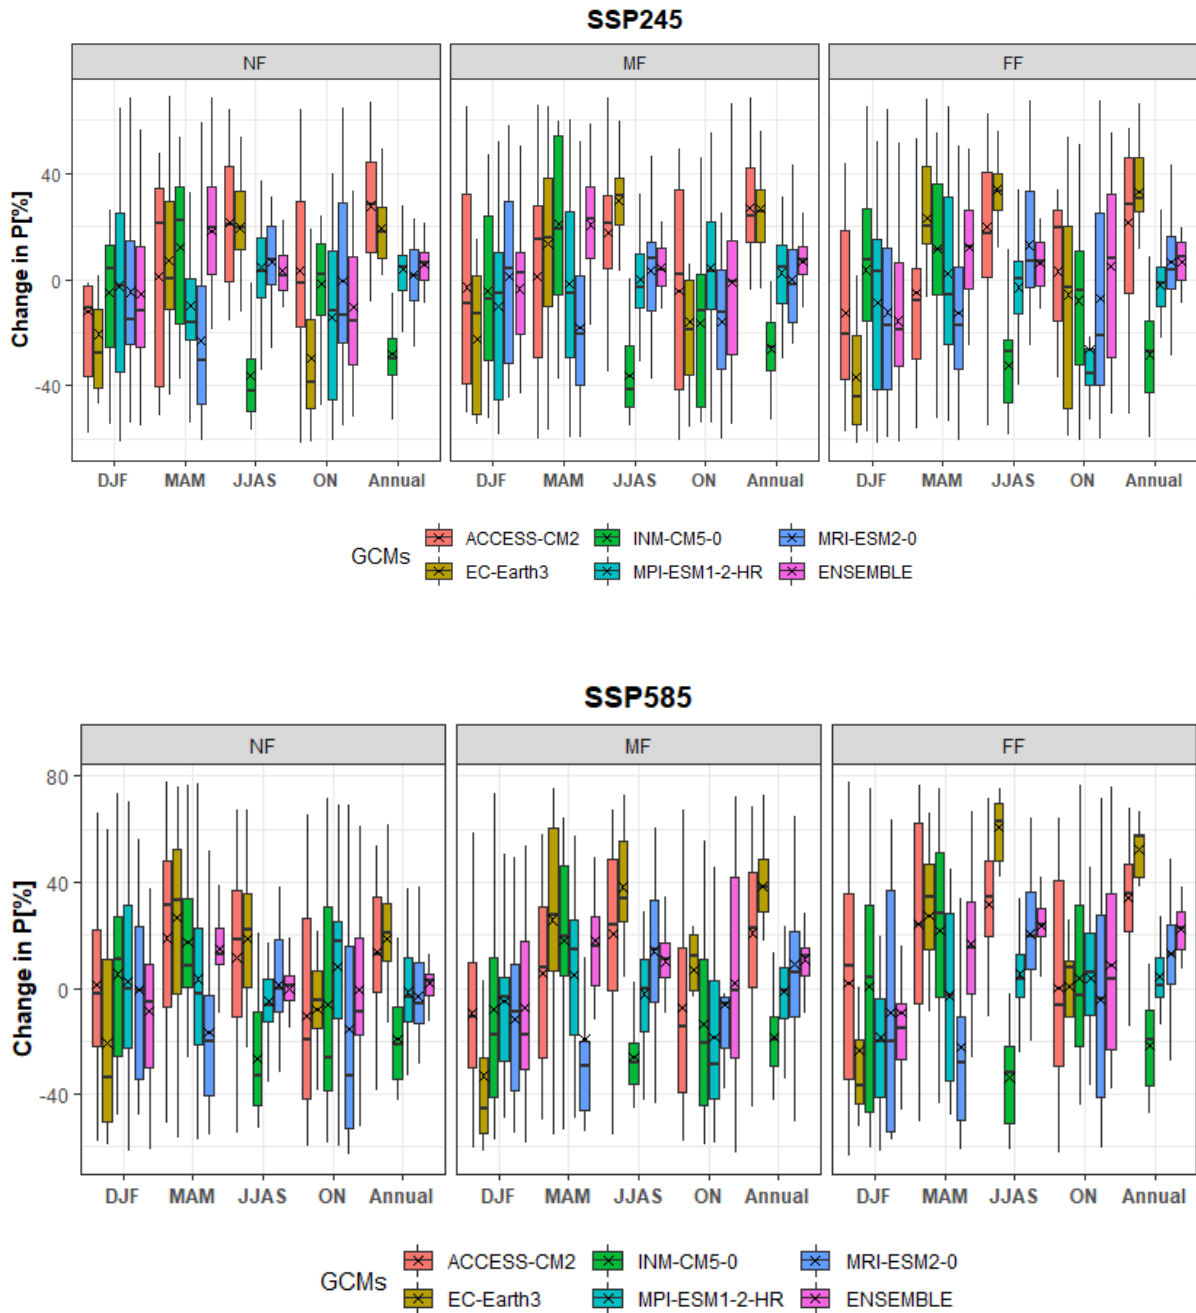 SSP245
NF MF FF
Change in P[%]
40
0
-40
DJF MAM JJAS ON Annual DJF MAM JJAS ON Annual DJF MAM JJAS ON Annual
GCMs
ACCESS-CM2 INM-CM5-0 MRI-ESM2-0
EC-Earth3 MPI-ESM1-2-HR ENSEMBLE
SSP585
NF MF FF
Change in P[%]
80
40
0
-40
DJF MAM JJAS ON Annual DJF MAM JJAS ON Annual DJF MAM JJAS ON Annual
GCMs
ACCESS-CM2 INM-CM5-0 MRI-ESM2-0
EC-Earth3 MPI-ESM1-2-HR ENSEMBLE